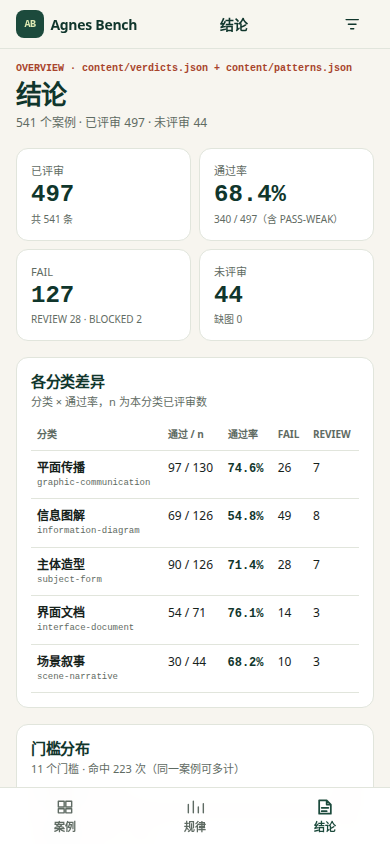 AB
Agnes Bench
结论
OVERVIEW · content/verdicts.json + content/patterns.json
结论
541 个案例 · 已评审 497 · 未评审 44
已评审
497
共 541 条
通过率
68.4%
340 / 497（含 PASS-WEAK）
FAIL
127
REVIEW 28 · BLOCKED 2
未评审
44
缺图 0
各分类差异
分类 × 通过率，n 为本分类已评审数
分类 通过 / n 通过率 FAIL REVIEW
平面传播 97 / 130 74.6% 26 7
graphic-communication
信息图解 69 / 126 54.8% 49 8
information-diagram
主体造型 90 / 126 71.4% 28 7
subject-form
界面文档 54 / 71 76.1% 14 3
interface-document
场景叙事 30 / 44 68.2% 10 3
scene-narrative
门槛分布
11 个门槛 · 命中 223 次（同一案例可多计）
案例 规律 结论